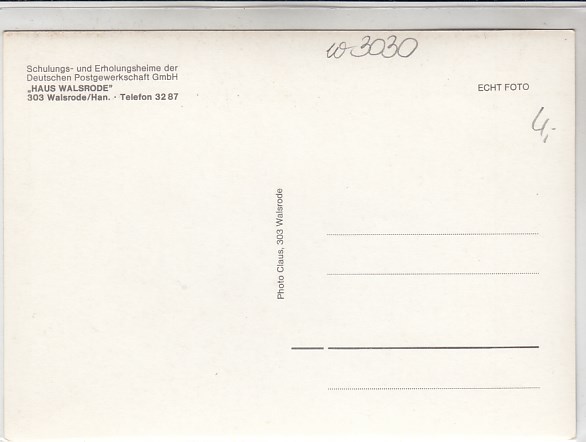 w 3030
Schulungs- und Erholungsheime der
Deutschen Postgewerkschaft GmbH
„HAUS WALSRODE"
303 Walsrode/Han. · Telefon 32 87
ECHT FOTO
4,-
Photo Claus, 303 Walsrode